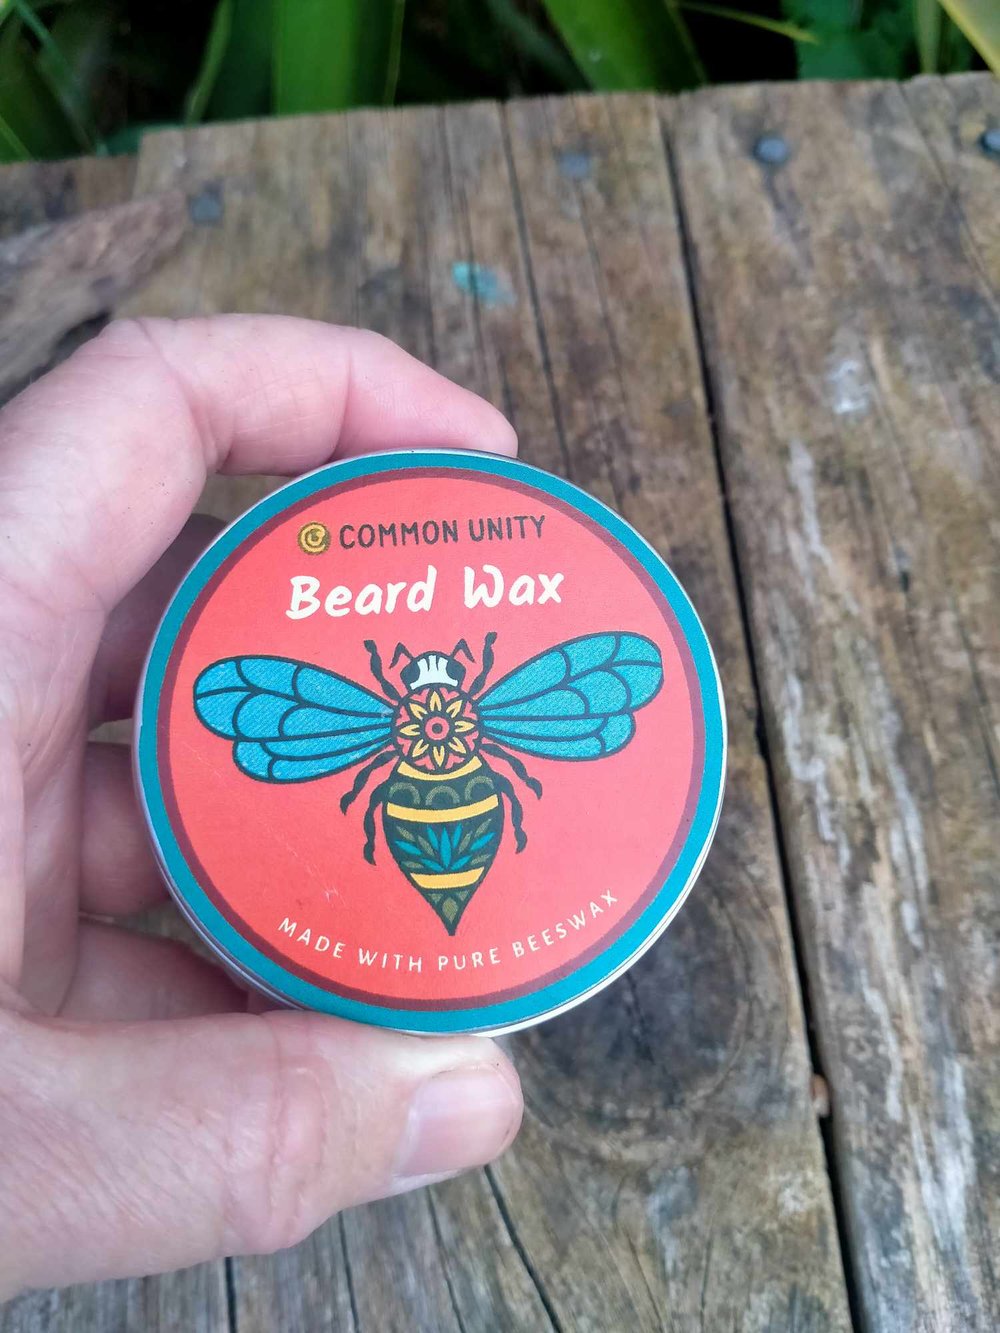 COMMON UNITY
Beard Wax
MADE WITH PURE BEESWAX